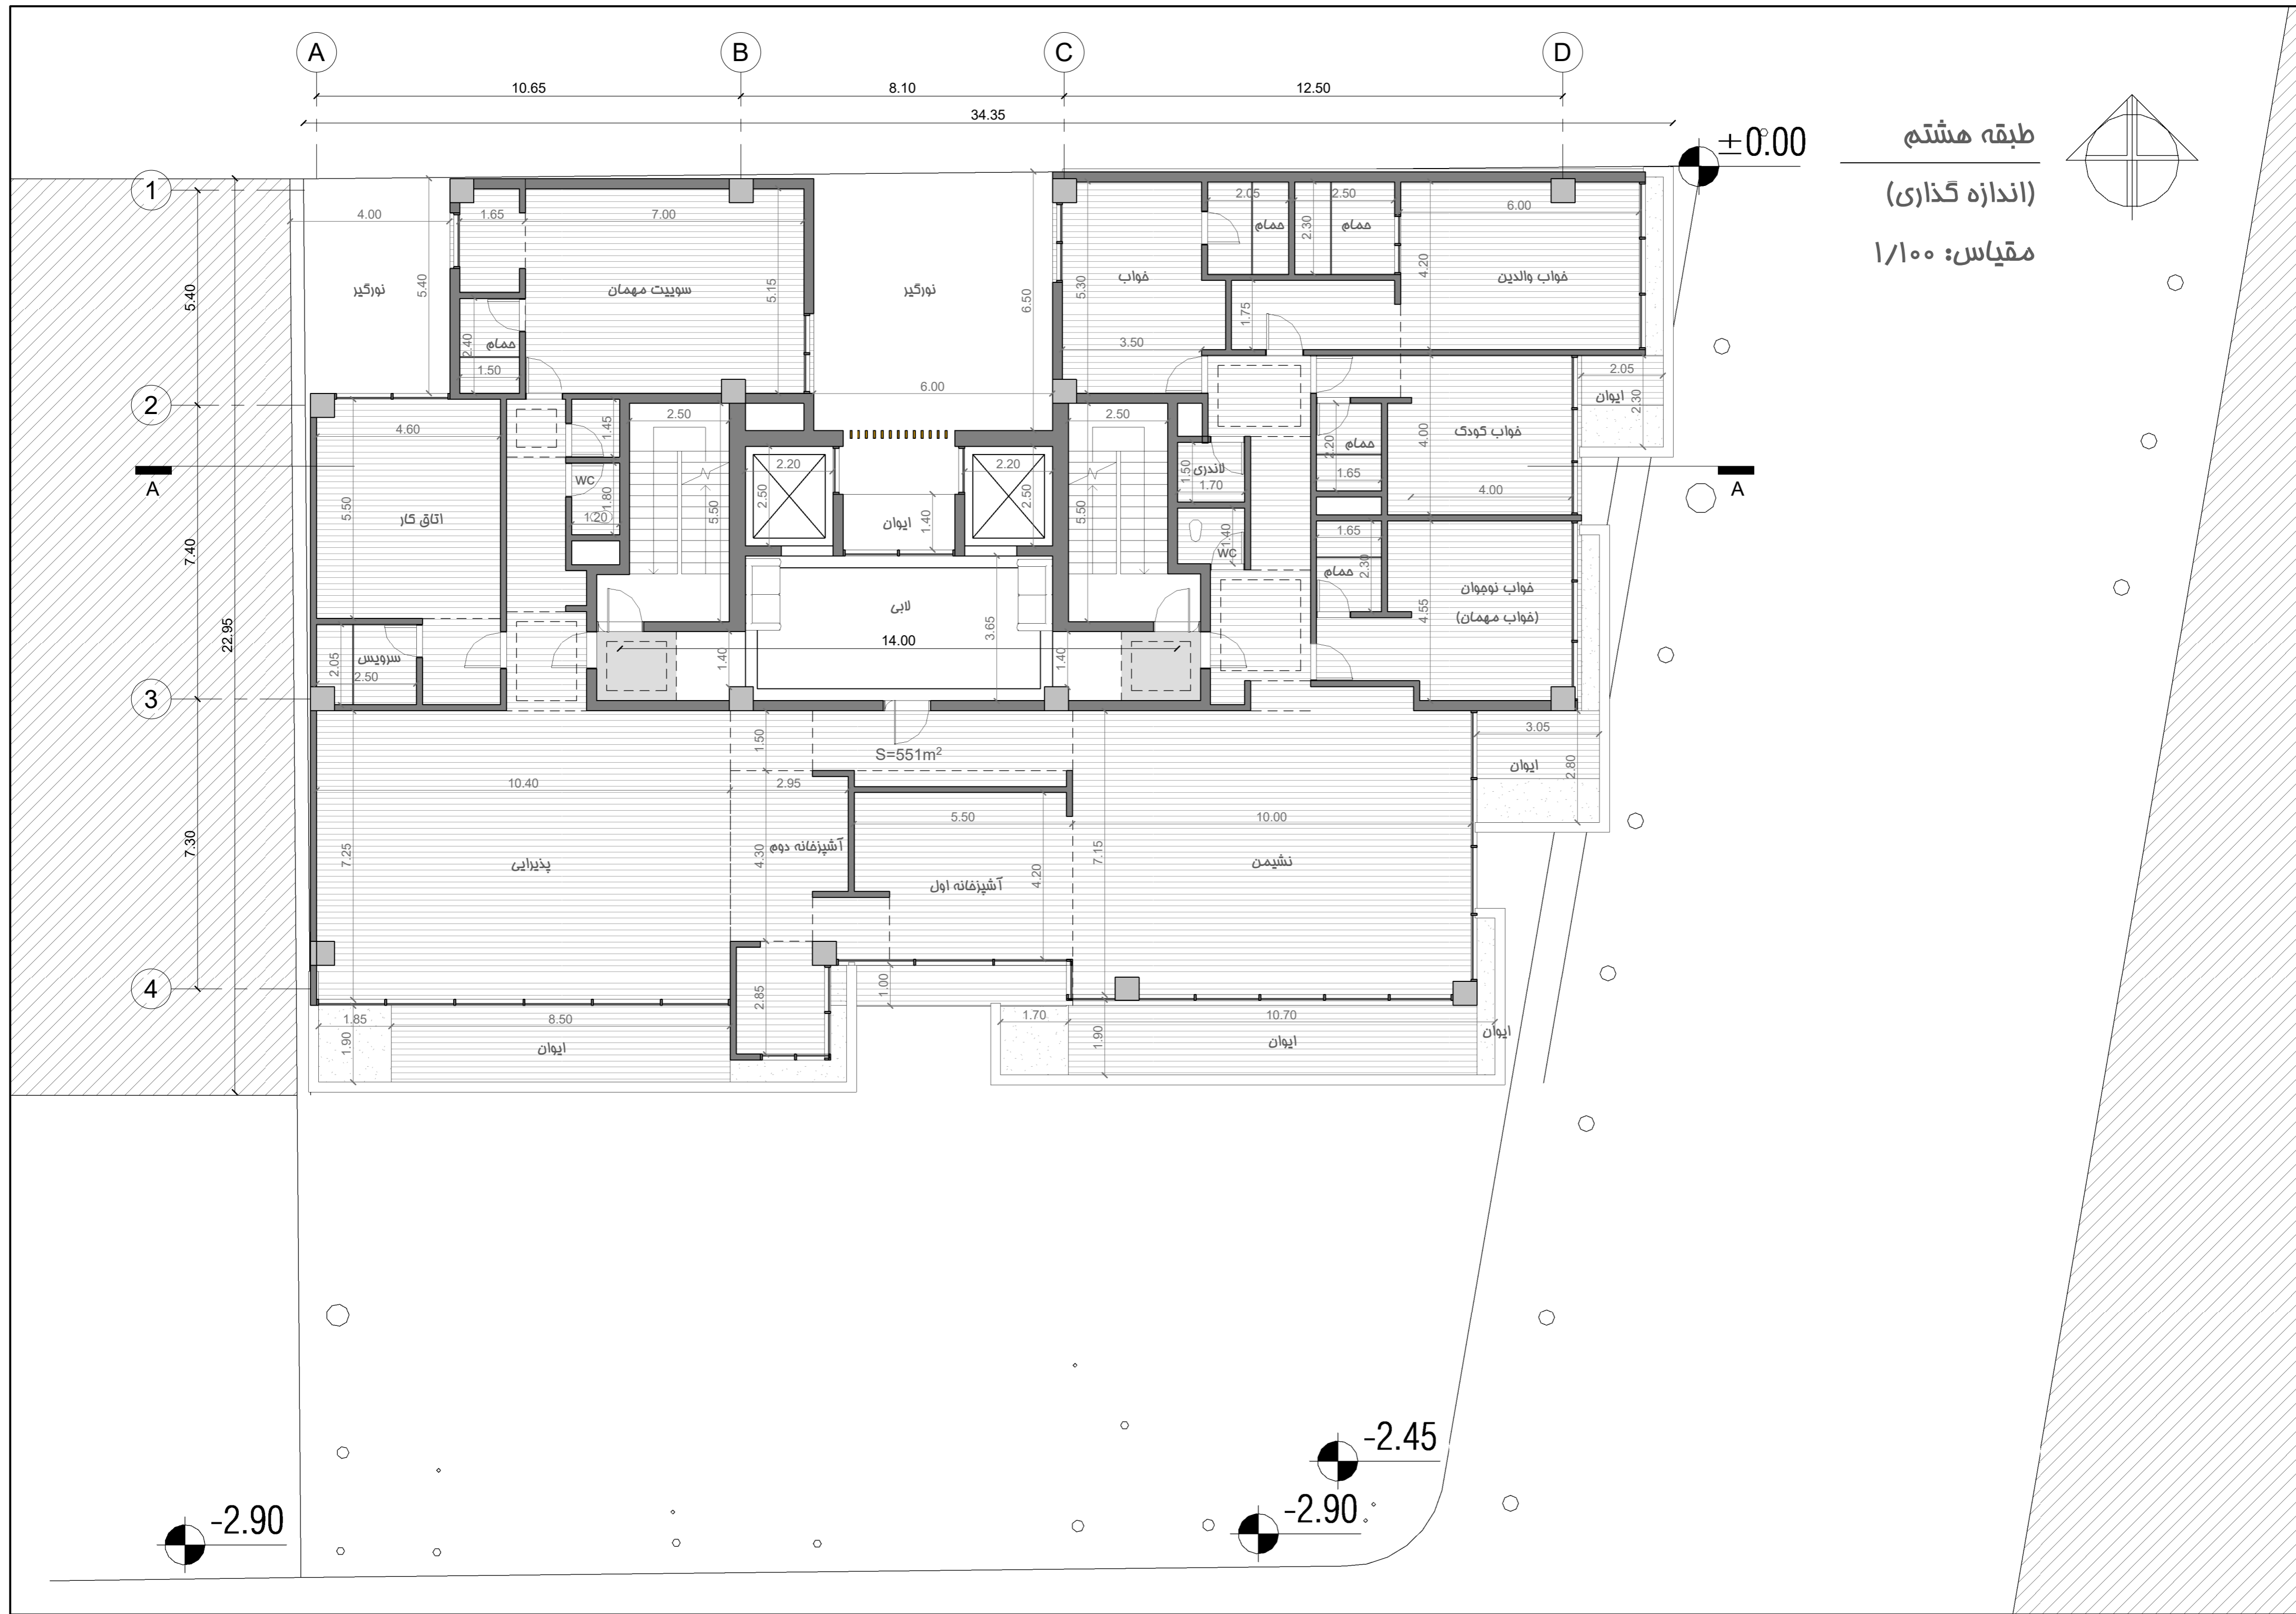 A
B
C
D
10.65
8.10
12.50
34.35
±0.00
طبقه هشتم
(اندازه گذاری)
مقیاس: ۱/۱۰۰
1
4.00
1.65
7.00
2.05
2.50
6.00
حمام
حمام
2.30
5.40
نورگیر
5.40
سوییت مهمان
5.15
نورگیر
6.50
5.30
خواب
4.20
خواب والدین
1.75
2.40
حمام
1.50
3.50
2
6.00
2.05
ایوان
2.30
4.60
1.45
2.50
2.50
4.00
خواب کودک
حمام
2.20
1.65
A
2.20
2.20
2.50
2.50
WC
1.80
1.20
1.50
لاندری
1.70
4.00
A
5.50
اتاق کار
5.50
ایوان
1.40
5.50
1.40
WC
1.65
حمام
2.30
7.40
22.95
لابی
3.65
14.00
4.55
خواب نوجوان
(خواب مهمان)
2.05
سرویس
2.50
1.40
1.40
3
S=551m²
1.50
3.05
ایوان
2.80
10.40
2.95
5.50
10.00
7.30
7.25
پذیرایی
4.30
آشپزخانه دوم
آشپزخانه اول
4.20
7.15
نشیمن
4
2.85
1.00
1.85
8.50
1.90
ایوان
1.70
10.70
1.90
ایوان
ایوان
-2.45
-2.90
-2.90